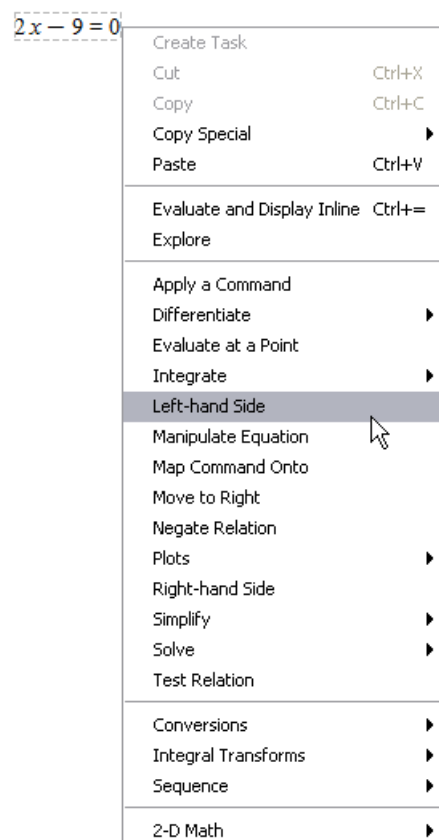 2 x − 9 = 0
Create Task
Cut Ctrl+X
Copy Ctrl+C
Copy Special
Paste Ctrl+V
Evaluate and Display Inline Ctrl+=
Explore
Apply a Command
Differentiate
Evaluate at a Point
Integrate
Left-hand Side
Manipulate Equation
Map Command Onto
Move to Right
Negate Relation
Plots
Right-hand Side
Simplify
Solve
Test Relation
Conversions
Integral Transforms
Sequence
2-D Math